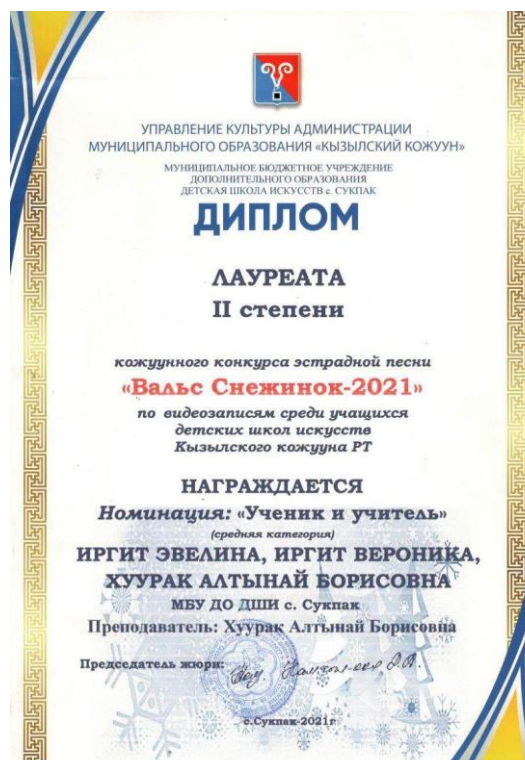 УПРАВЛЕНИЕ КУЛЬТУРЫ АДМИНИСТРАЦИИ
МУНИЦИПАЛЬНОГО ОБРАЗОВАНИЯ «КЫЗЫЛСКИЙ КОЖУУН»
МУНИЦИПАЛЬНОЕ БЮДЖЕТНОЕ УЧРЕЖДЕНИЕ
ДОПОЛНИТЕЛЬНОГО ОБРАЗОВАНИЯ
ДЕТСКАЯ ШКОЛА ИСКУССТВ с. СУКПАК
ДИПЛОМ
ЛАУРЕАТА
II степени
кожуунного конкурса эстрадной песни
«Вальс Снежинок-2021»
по видеозаписям среди учащихся
детских школ искусств
Кызылского кожууна РТ
НАГРАЖДАЕТСЯ
Номинация: «Ученик и учитель»
(средняя категория)
ИРГИТ ЭВЕЛИНА, ИРГИТ ВЕРОНИКА,
ХУУРАК АЛТЫНАЙ БОРИСОВНА
МБУ ДО ДШИ с. Сукпак
Преподаватель: Хуурак Алтынай Борисовна
Председатель жюри:
с.Сукпак-2021г